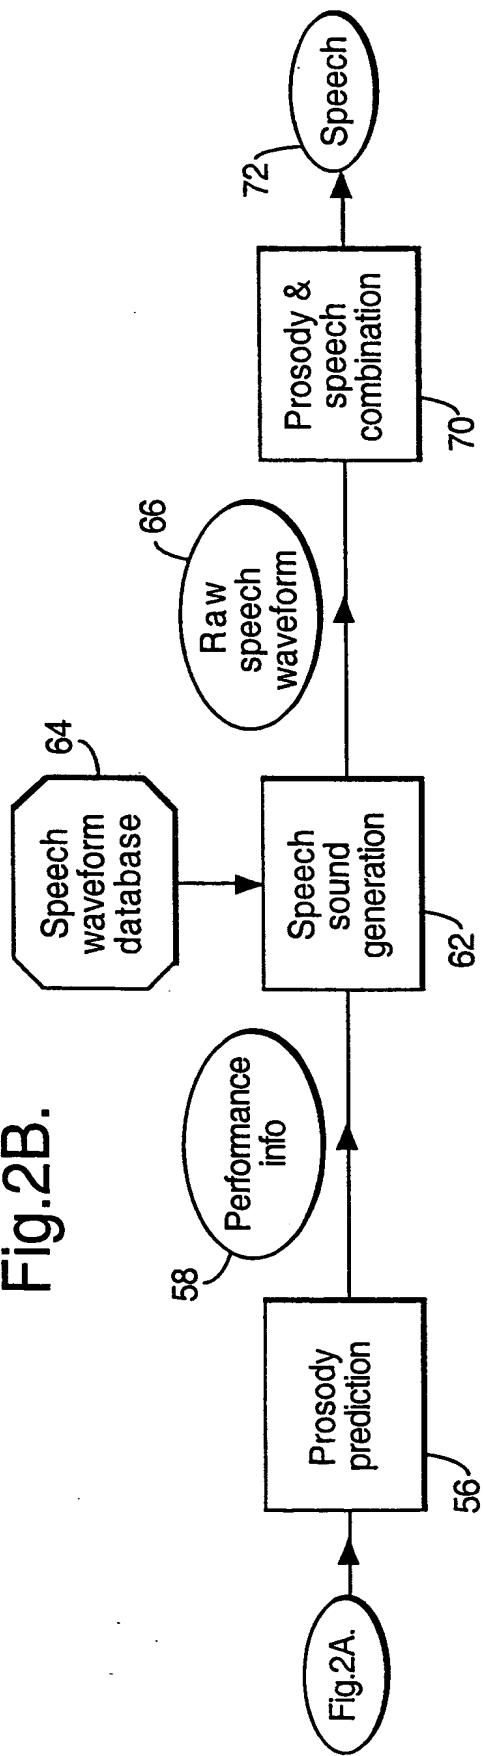 Fig.2B.
Fig.2A.
Prosody
prediction
56
Performance
info
58
Speech
sound
generation
62
Speech
waveform
database
64
Raw
speech
waveform
66
Prosody &
speech
combination
70
Speech
72